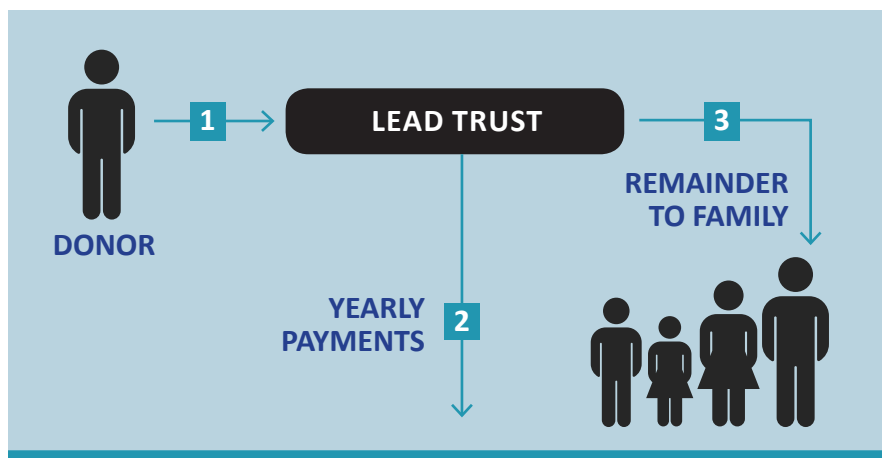 1
LEAD TRUST
3
DONOR
REMAINDER
TO FAMILY
YEARLY
PAYMENTS
2